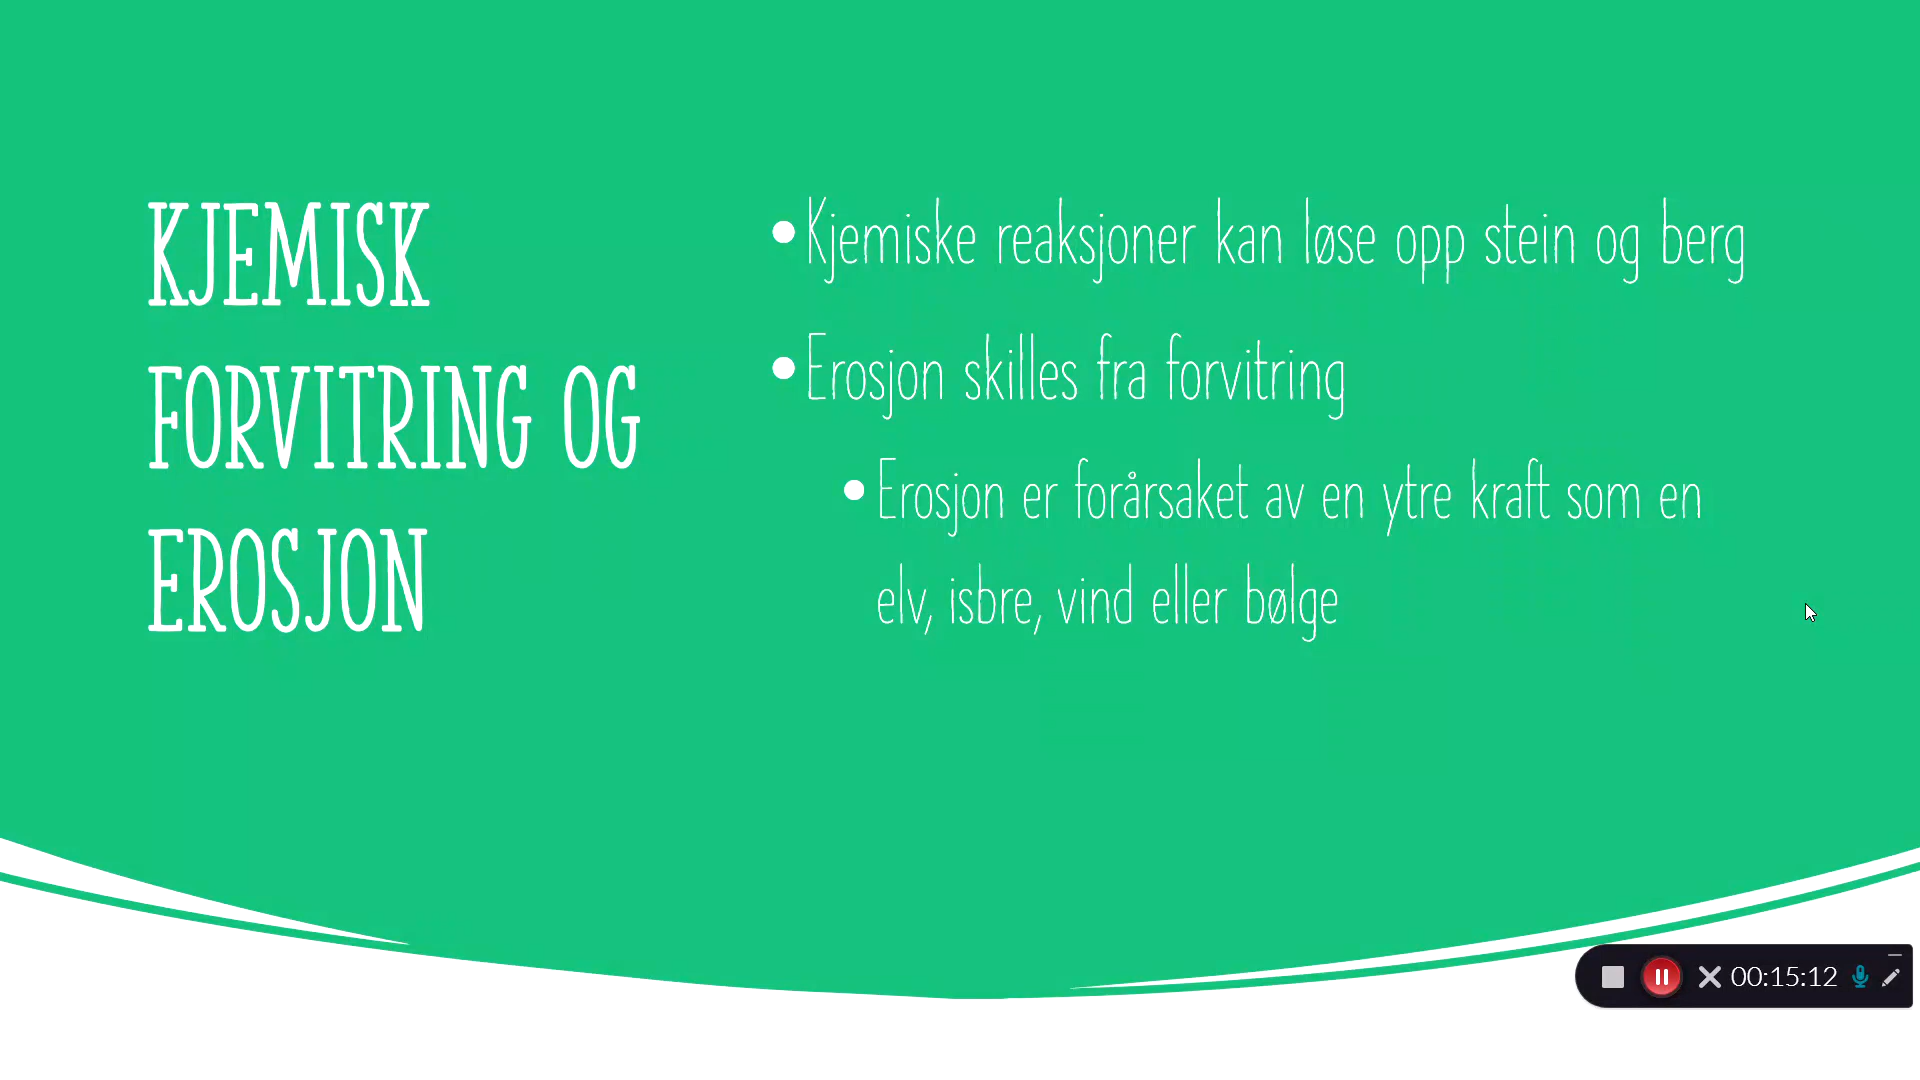 KJEMISK
FORVITRING OG
EROSJON
• Kjemiske reaksjoner kan løse opp stein og berg
• Erosjon skilles fra forvitring
• Erosjon er forårsaket av en ytre kraft som en
elv, isbre, vind eller bølge
00:15:12